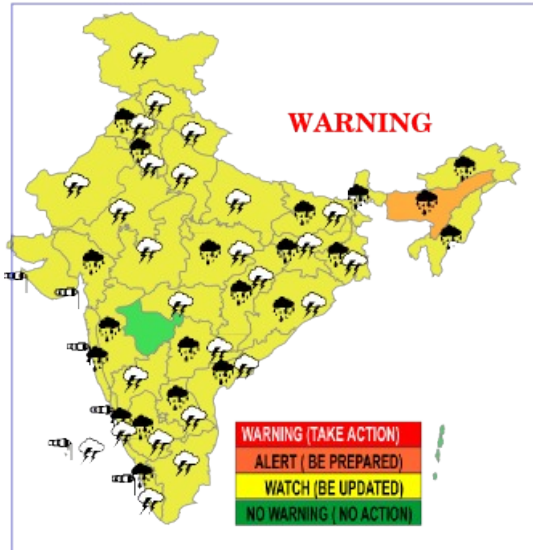 WARNING
WARNING (TAKE ACTION)
ALERT ( BE PREPARED)
WATCH (BE UPDATED)
NO WARNING ( NO ACTION)